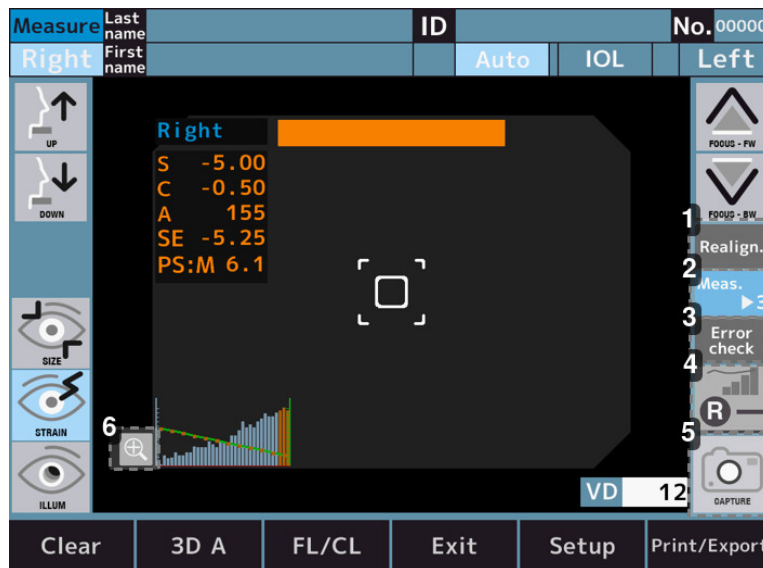 Measure Last name ID No. 00000
Right First name Auto IOL Left
UP
DOWN
SIZE
STRAIN
ILLUM
Right
S -5.00
C -0.50
A 155
SE -5.25
PS:M 6.1
6
FOCUS - FW
FOCUS - BW
1
Realign.
2
Meas.
▶3
3
Error
check
4
R
5
CAPTURE
VD 12
Clear 3D A FL/CL Exit Setup Print/Export